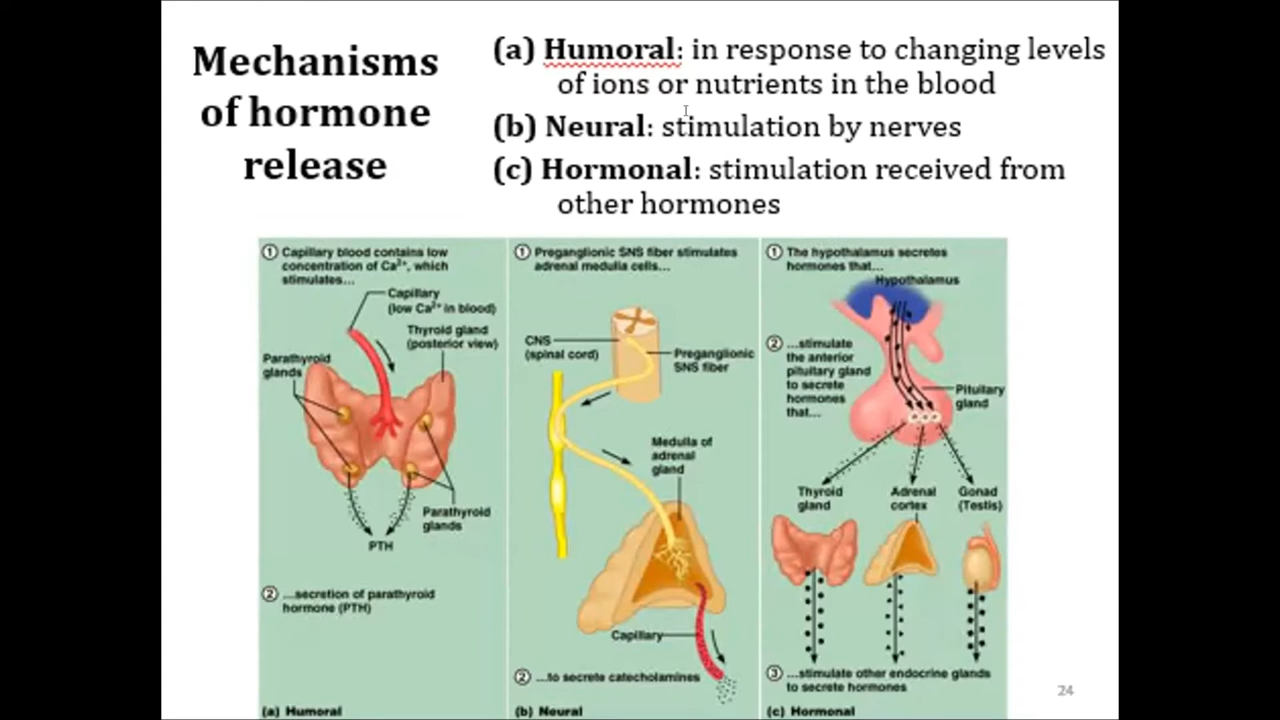 Mechanisms
of hormone
release
(a) Humoral: in response to changing levels
of ions or nutrients in the blood
(b) Neural: stimulation by nerves
(c) Hormonal: stimulation received from
other hormones
① Capillary blood contains low
concentration of Ca²⁺, which
stimulates…
Capillary
(low Ca²⁺ in blood)
Thyroid gland
(posterior view)
Parathyroid
glands
Parathyroid
glands
PTH
② …secretion of parathyroid
hormone (PTH)
(a) Humoral
① Preganglionic SNS fiber stimulates
adrenal medulla cells…
CNS
(spinal cord)
Preganglionic
SNS fiber
Medulla of
adrenal
gland
Capillary
② …to secrete catecholamines
(b) Neural
① The hypothalamus secretes
hormones that…
Hypothalamus
② …stimulate
the anterior
pituitary gland
to secrete
hormones
that…
Pituitary
gland
Thyroid
gland
Adrenal
cortex
Gonad
(Testis)
③ …stimulate other endocrine glands
to secrete hormones
(c) Hormonal
24